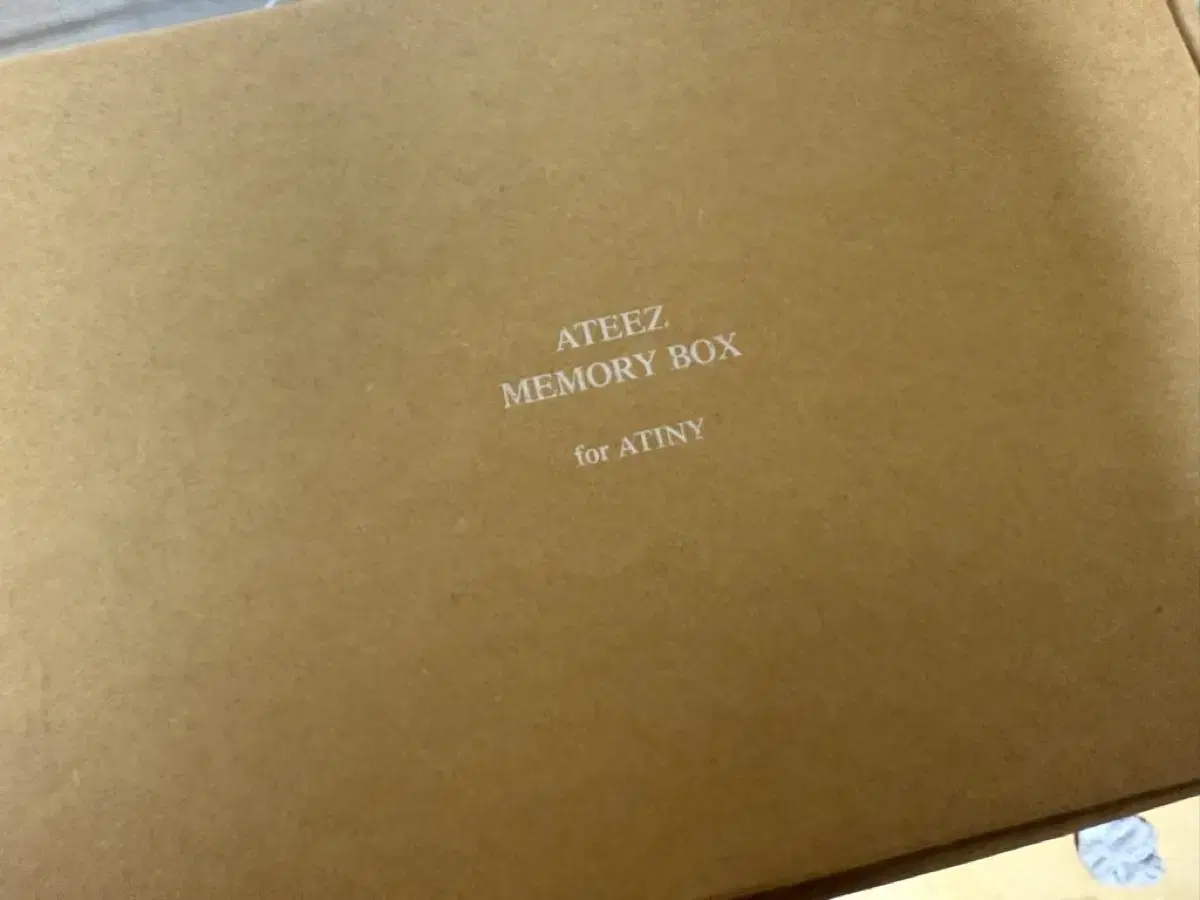 ATEEZ
MEMORY BOX
for ATINY